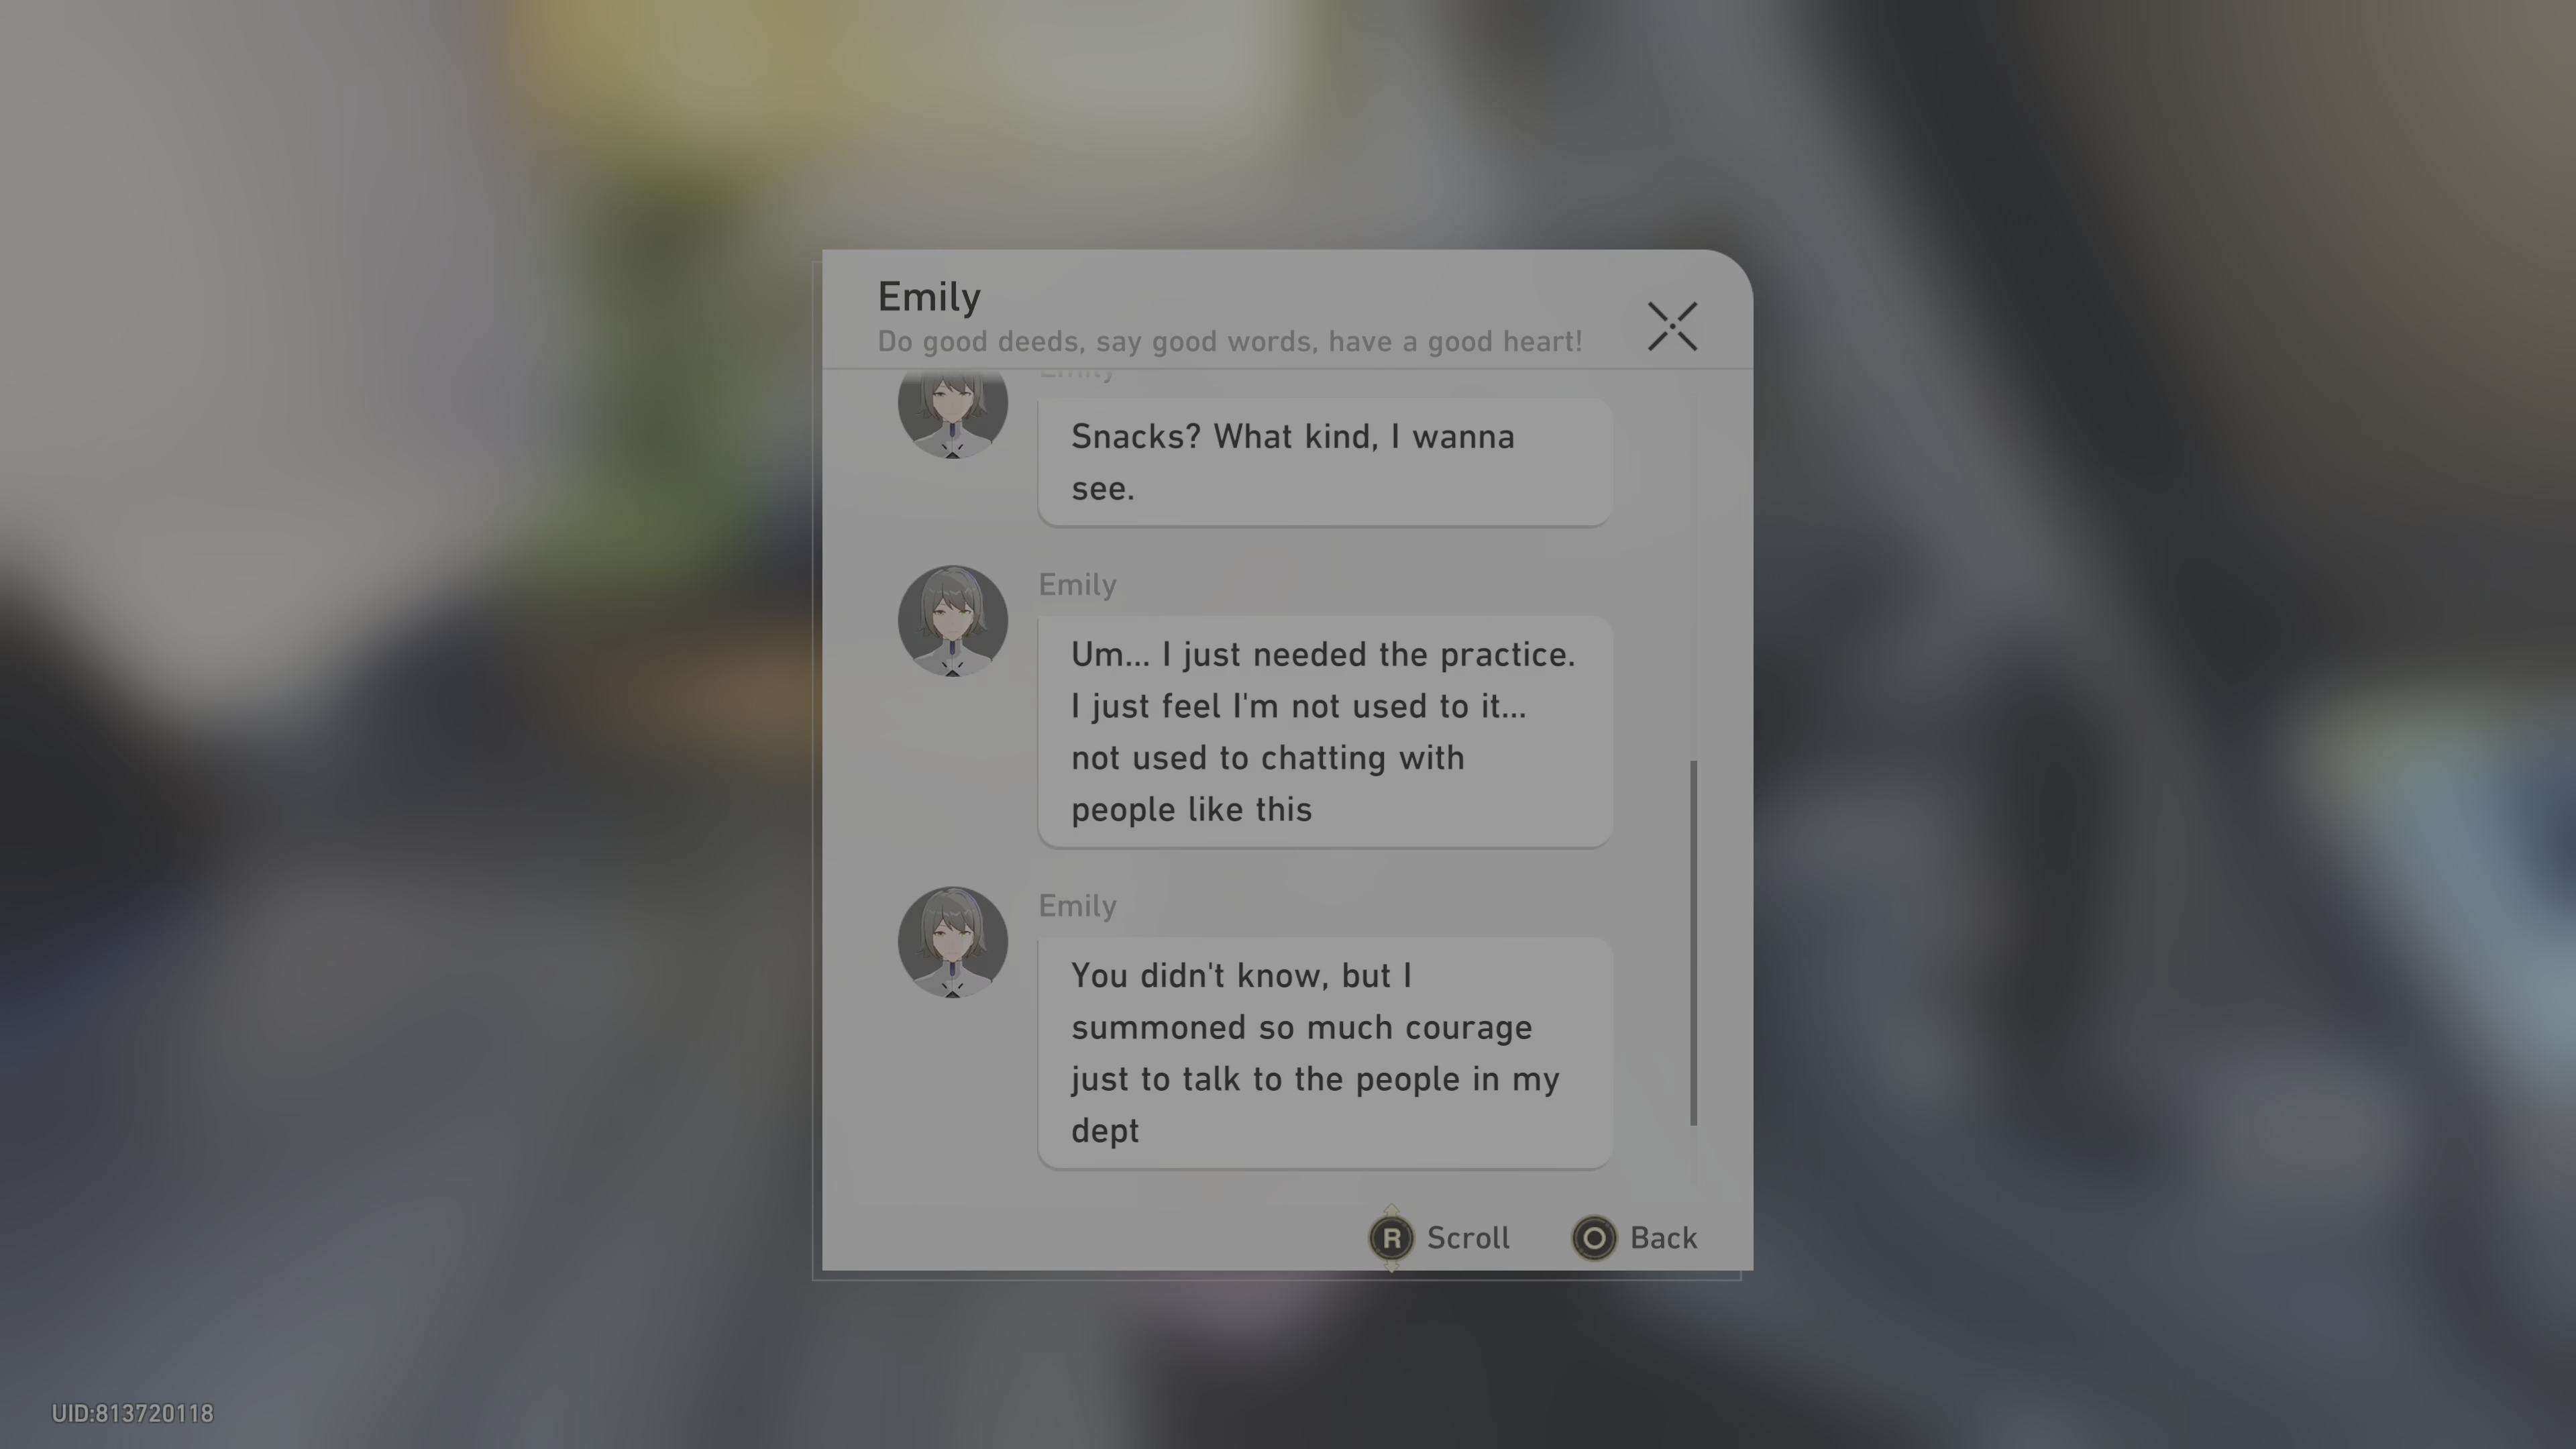 Emily
Do good deeds, say good words, have a good heart!
Emily
Snacks? What kind, I wanna
see.
Emily
Um... I just needed the practice.
I just feel I'm not used to it...
not used to chatting with
people like this
Emily
You didn't know, but I
summoned so much courage
just to talk to the people in my
dept
R Scroll
Back
UID:813720118